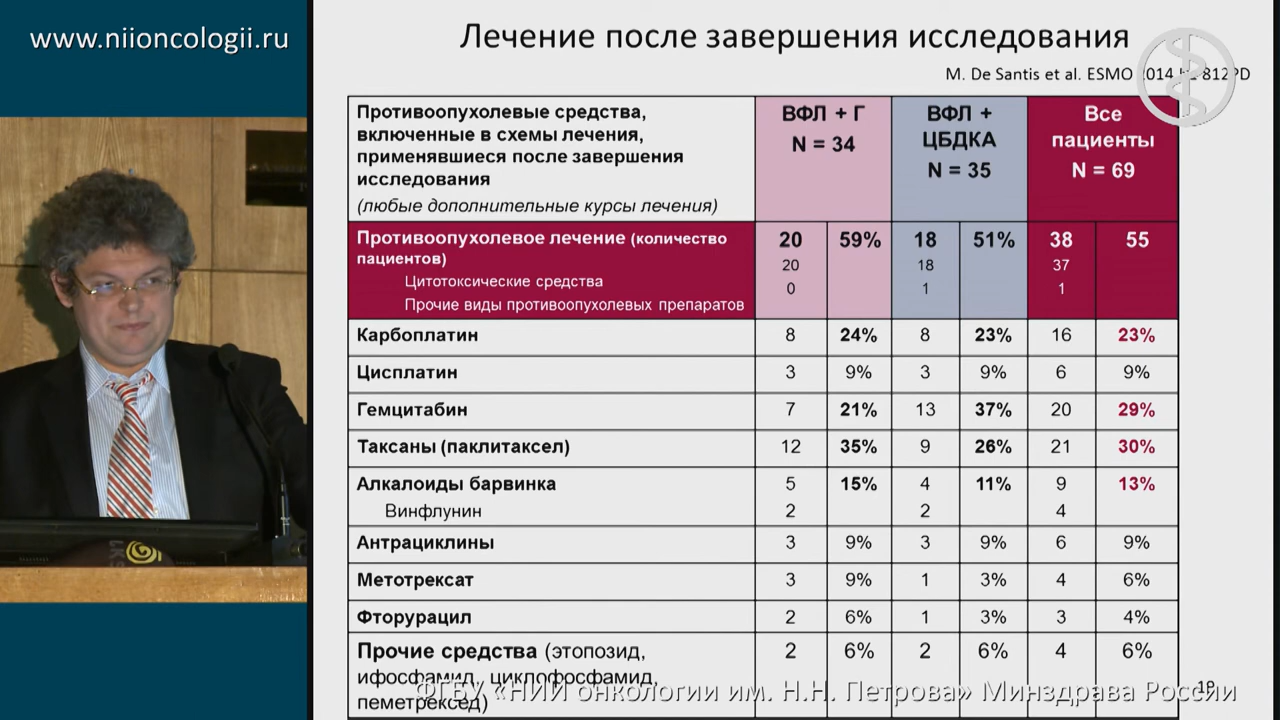 www.niioncologii.ru
Лечение после завершения исследования
M. De Santis et al. ESMO 2014 812PD
Противоопухолевые средства,
включенные в схемы лечения,
применявшиеся после завершения
исследования
(любые дополнительные курсы лечения)
ВФЛ + Г
N = 34
ВФЛ +
ЦБДКА
N = 35
Все
пациенты
N = 69
Противоопухолевое лечение (количество
пациентов)
Цитотоксические средства
Прочие виды противоопухолевых препаратов
20 59% 18 51% 38 55
20 18 37
0 1 1
Карбоплатин 8 24% 8 23% 16 23%
Цисплатин 3 9% 3 9% 6 9%
Гемцитабин 7 21% 13 37% 20 29%
Таксаны (паклитаксел) 12 35% 9 26% 21 30%
Алкалоиды барвинка 5 15% 4 11% 9 13%
Винфлунин 2 2 4
Антрациклины 3 9% 3 9% 6 9%
Метотрексат 3 9% 1 3% 4 6%
Фторурацил 2 6% 1 3% 3 4%
Прочие средства (этопозид, 2 6% 2 6% 4 6%
ифосфамид, циклофосфамид,
пеметрексед)
ФГБУ «НИИ онкологии им. Н.Н. Петрова» Минздрава России
19